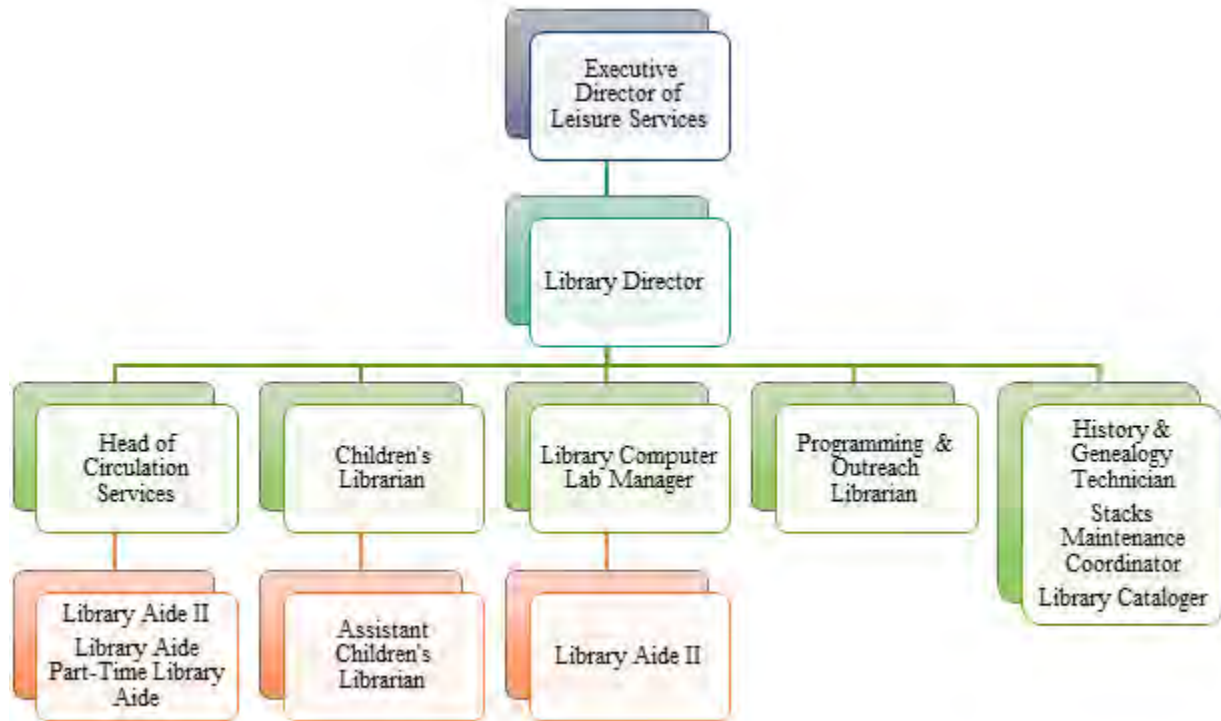 Executive
Director of
Leisure Services
Library Director
Head of
Circulation
Services
Children's
Librarian
Library Computer
Lab Manager
Programming &
Outreach
Librarian
History &
Genealogy
Technician
Stacks
Maintenance
Coordinator
Library Cataloger
Library Aide II
Library Aide
Part-Time Library
Aide
Assistant
Children's
Librarian
Library Aide II